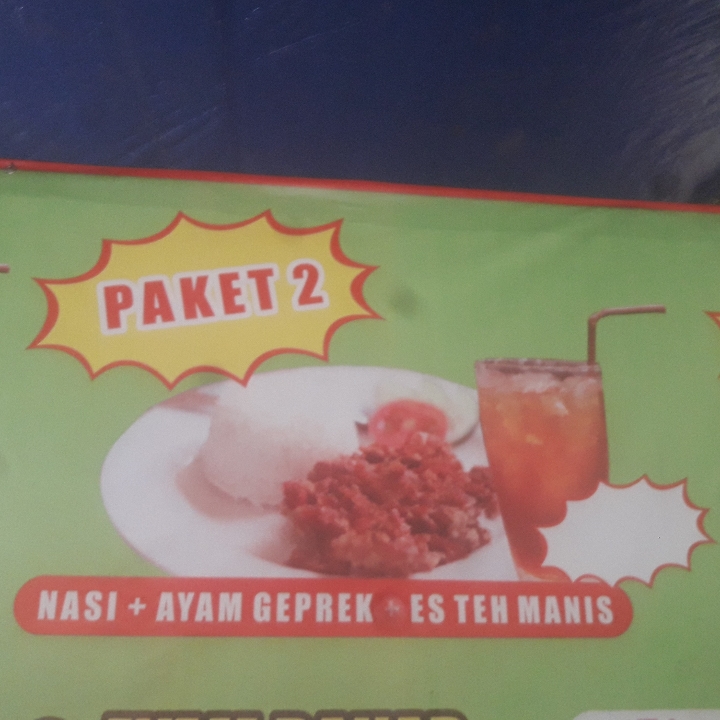 PAKET 2
NASI + AYAM GEPREK + ES TEH MANIS